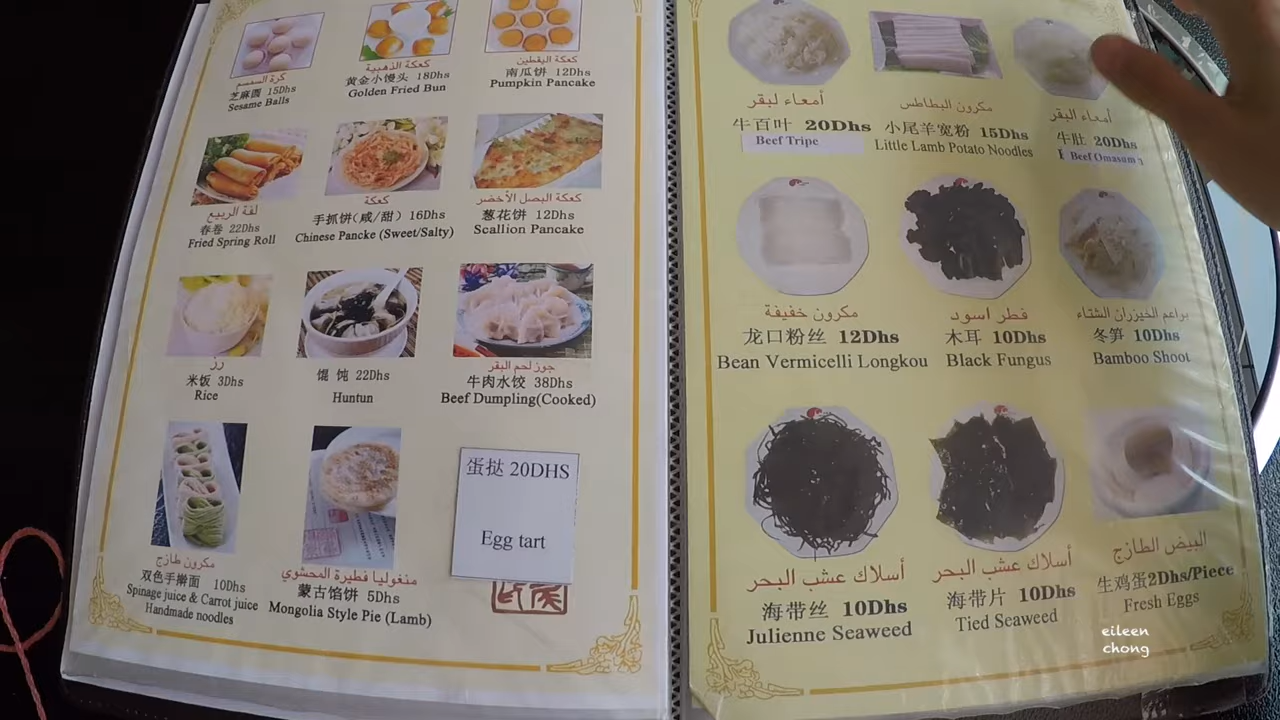 كرة السمسم
芝麻圆 15Dhs
Sesame Balls
كعكة الذهبية
黄金小馒头 18Dhs
Golden Fried Bun
كعكة اليقطين
南瓜饼 12Dhs
Pumpkin Pancake
لفة الربيع
春卷 22Dhs
Fried Spring Roll
كعكة
手抓饼(咸/甜) 16Dhs
Chinese Pancke (Sweet/Salty)
كعكة البصل الأخضر
葱花饼 12Dhs
Scallion Pancake
رز
米饭 3Dhs
Rice
馄饨 22Dhs
Huntun
جوز لحم البقر
牛肉水饺 38Dhs
Beef Dumpling(Cooked)
مكرون طازج
双色手擀面 10Dhs
Spinage juice & Carrot juice
Handmade noodles
منغوليا فطيرة المحشوي
蒙古馅饼 5Dhs
Mongolia Style Pie (Lamb)
蛋挞 20DHS
Egg tart
أمعاء لبقر
牛百叶 20Dhs
Beef Tripe
مكرون البطاطس
小尾羊宽粉 15Dhs
Little Lamb Potato Noodles
أمعاء البقر
牛肚 20Dhs
Beef Omasum
مكرون خفيفة
龙口粉丝 12Dhs
Bean Vermicelli Longkou
فطر اسود
木耳 10Dhs
Black Fungus
براعم الخيزران الشتاء
冬笋 10Dhs
Bamboo Shoot
أسلاك عشب البحر
海带丝 10Dhs
Julienne Seaweed
أسلاك عشب البحر
海带片 10Dhs
Tied Seaweed
البيض الطازج
生鸡蛋2Dhs/Piece
Fresh Eggs
eileen
chong